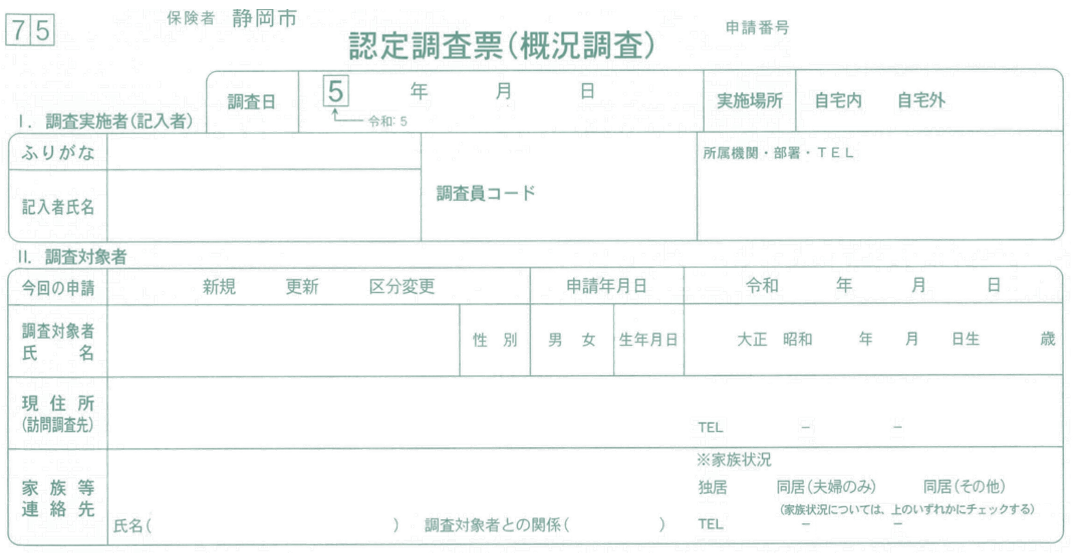 75 保険者 静岡市 申請番号
認定調査票(概況調査)
調査日 5 年 月 日 実施場所 自宅内 自宅外
令和:5
I. 調査実施者(記入者)
ふりがな 所属機関・部署・TEL
記入者氏名 調査員コード
II. 調査対象者
今回の申請 新規 更新 区分変更 申請年月日 令和 年 月 日
調査対象者
氏 名 性 別 男 女 生年月日 大正 昭和 年 月 日生 歳
現 住 所
(訪問調査先) TEL - -
※家族状況
家 族 等 独居 同居(夫婦のみ) 同居(その他)
連 絡 先 (家族状況については、上のいずれかにチェックする)
氏名( ) 調査対象者との関係( ) TEL - -